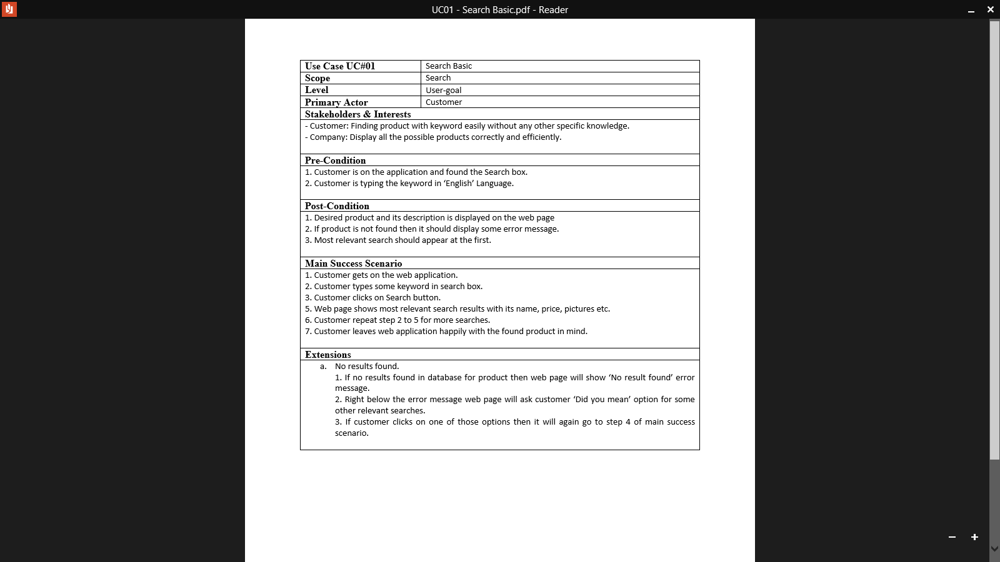 UC01 - Search Basic.pdf - Reader
Use Case UC#01 Search Basic
Scope Search
Level User-goal
Primary Actor Customer
Stakeholders & Interests
- Customer: Finding product with keyword easily without any other specific knowledge.
- Company: Display all the possible products correctly and efficiently.
Pre-Condition
1. Customer is on the application and found the Search box.
2. Customer is typing the keyword in ‘English’ Language.
Post-Condition
1. Desired product and its description is displayed on the web page
2. If product is not found then it should display some error message.
3. Most relevant search should appear at the first.
Main Success Scenario
1. Customer gets on the web application.
2. Customer types some keyword in search box.
3. Customer clicks on Search button.
5. Web page shows most relevant search results with its name, price, pictures etc.
6. Customer repeat step 2 to 5 for more searches.
7. Customer leaves web application happily with the found product in mind.
Extensions
a. No results found.
1. If no results found in database for product then web page will show ‘No result found’ error
message.
2. Right below the error message web page will ask customer ‘Did you mean’ option for some
other relevant searches.
3. If customer clicks on one of those options then it will again go to step 4 of main success
scenario.